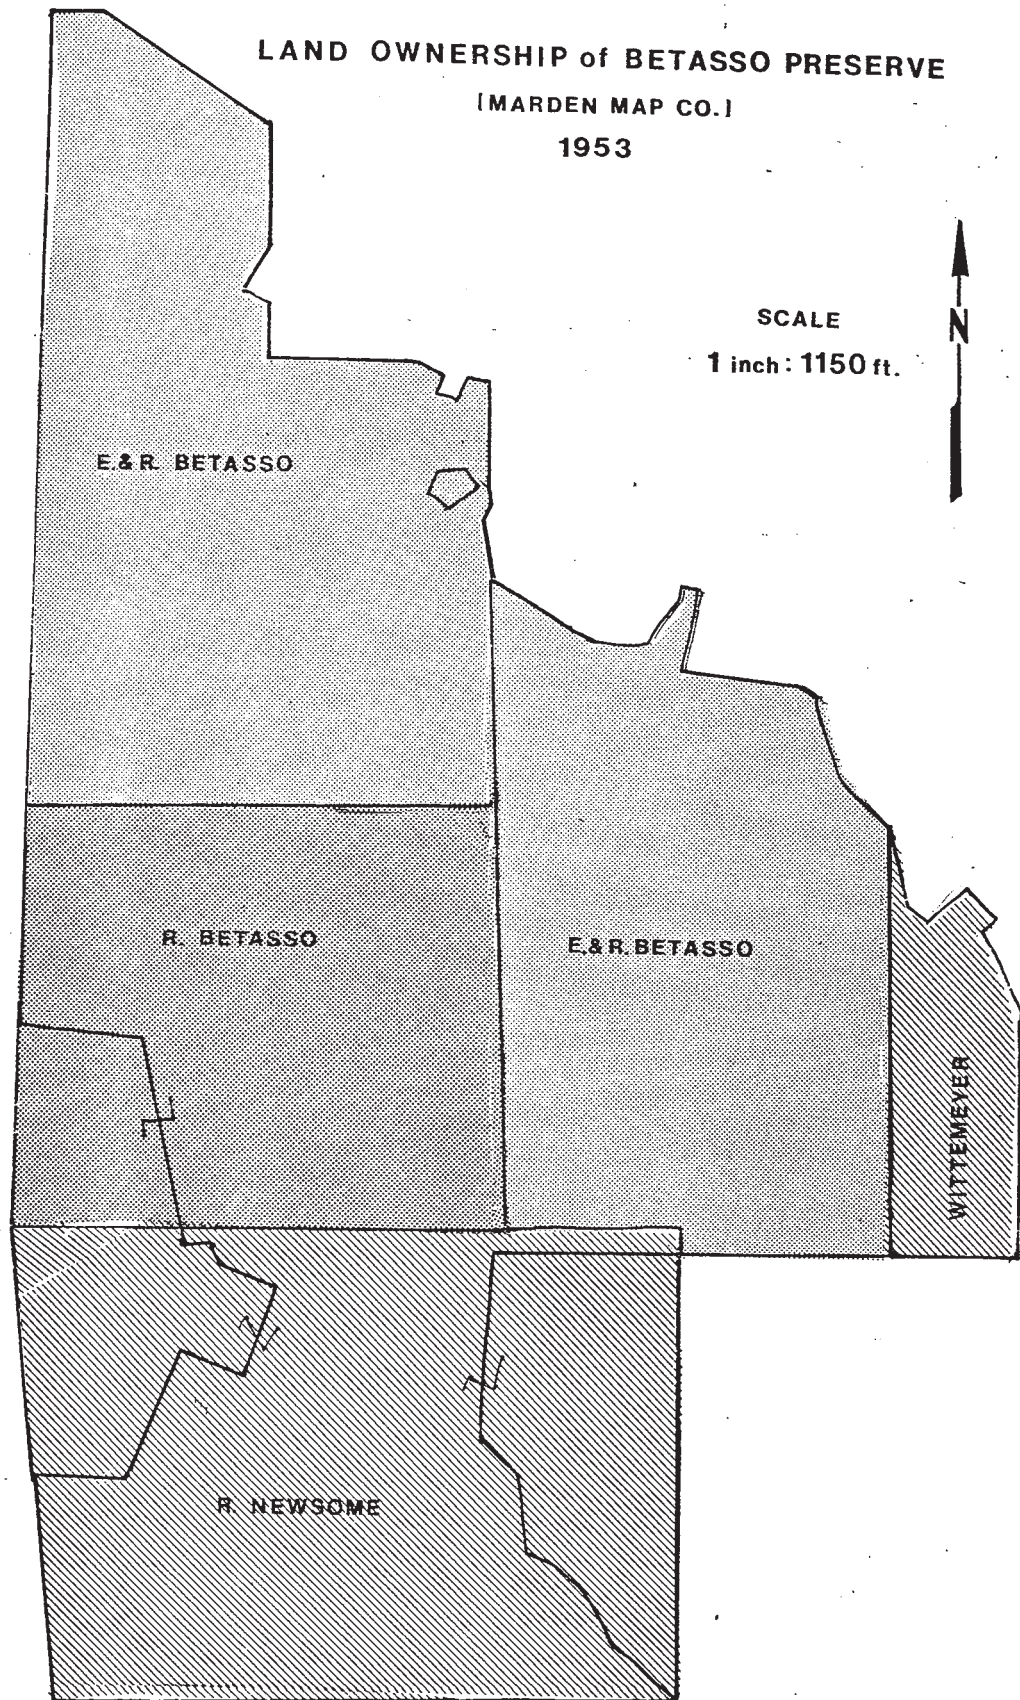 LAND OWNERSHIP of BETASSO PRESERVE
[MARDEN MAP CO.]
1953
SCALE
1 inch : 1150 ft.
N
E.& R. BETASSO
R. BETASSO
E.& R. BETASSO
WITTEMEYER
R. NEWSOME